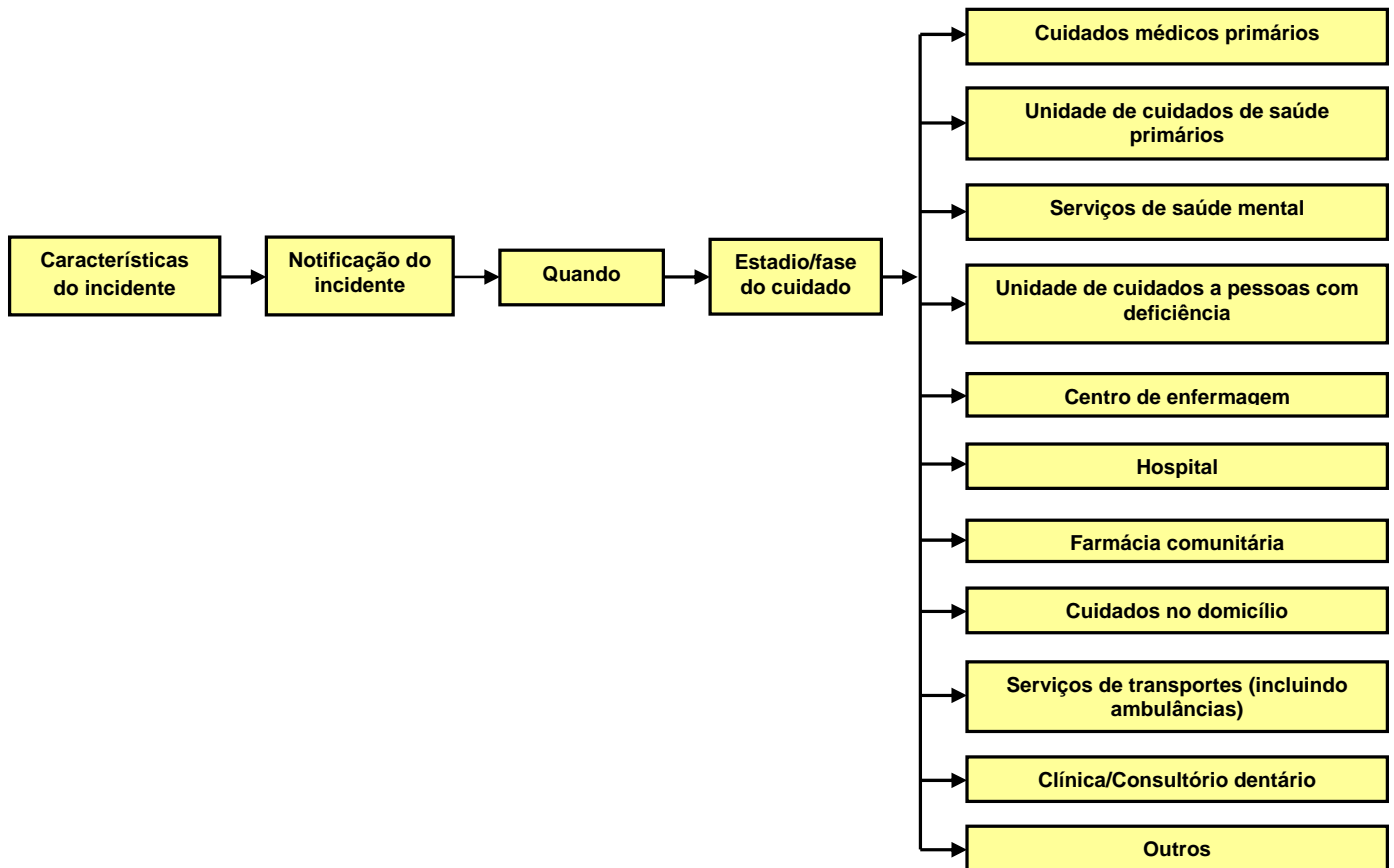 Características
do incidente
Notificação do
incidente
Quando
Estadio/fase
do cuidado
Cuidados médicos primários
Unidade de cuidados de saúde
primários
Serviços de saúde mental
Unidade de cuidados a pessoas com
deficiência
Centro de enfermagem
Hospital
Farmácia comunitária
Cuidados no domicílio
Serviços de transportes (incluindo
ambulâncias)
Clínica/Consultório dentário
Outros